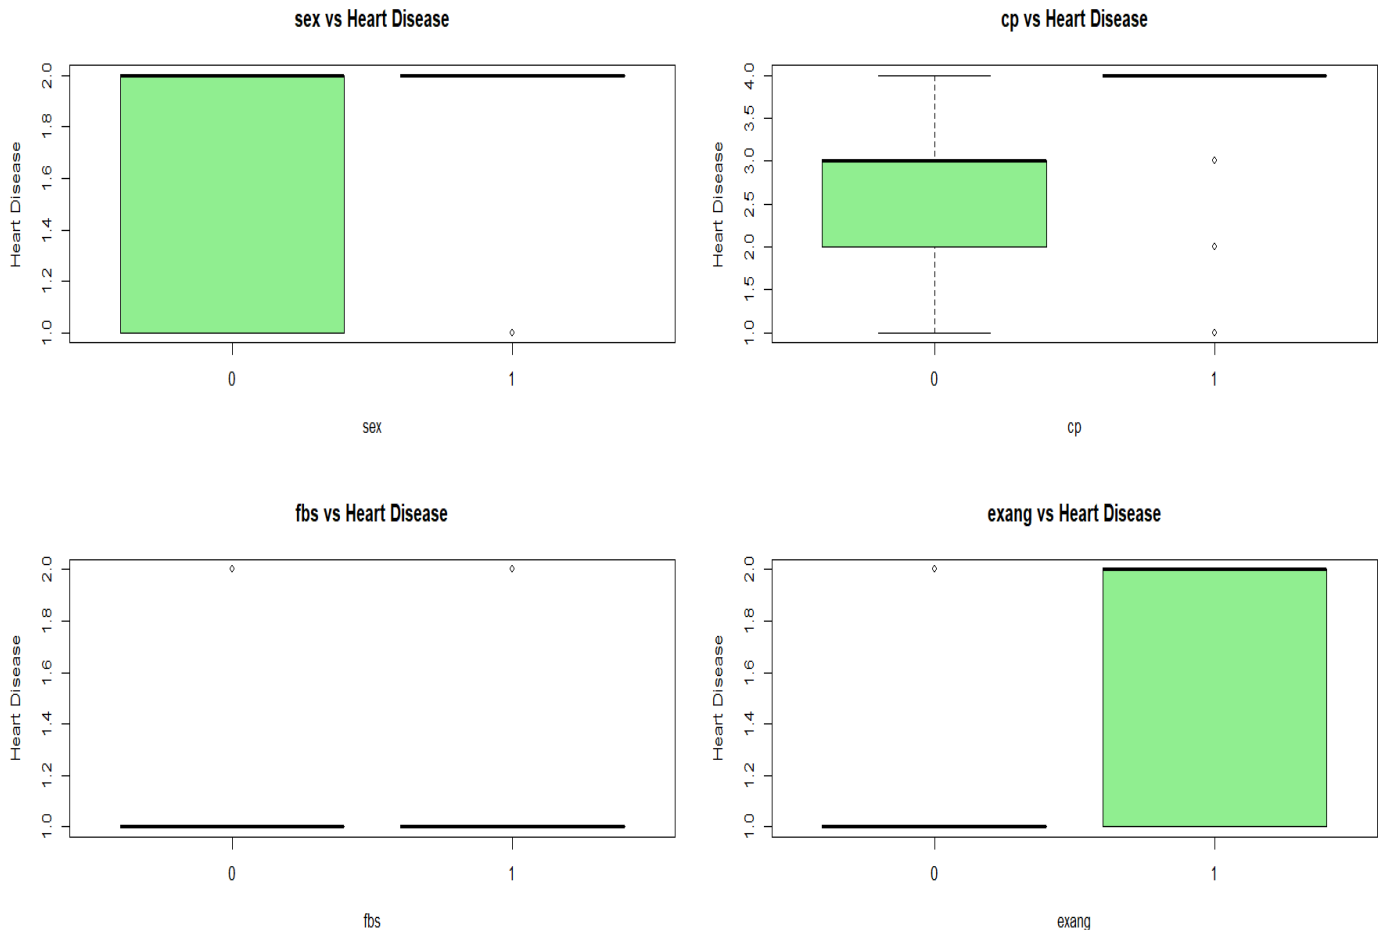 sex vs Heart Disease
Heart Disease
2.0
1.8
1.6
1.4
1.2
1.0
0
1
sex
cp vs Heart Disease
Heart Disease
4.0
3.5
3.0
2.5
2.0
1.5
1.0
0
1
cp
fbs vs Heart Disease
Heart Disease
2.0
1.8
1.6
1.4
1.2
1.0
0
1
fbs
exang vs Heart Disease
Heart Disease
2.0
1.8
1.6
1.4
1.2
1.0
0
1
exang